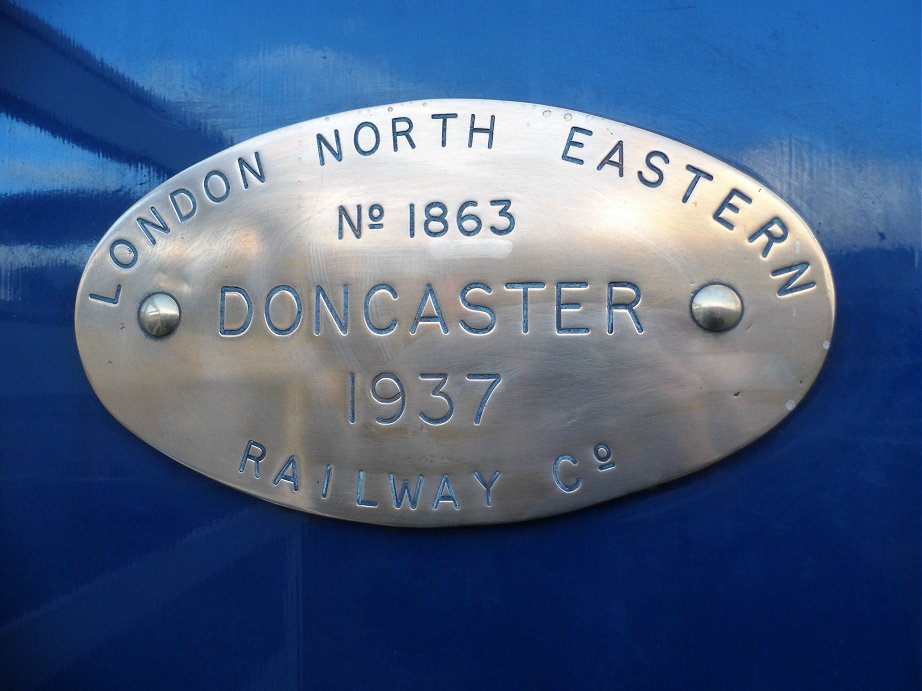 LONDON NORTH EASTERN
Nº 1863
DONCASTER
1937
RAILWAY Cº